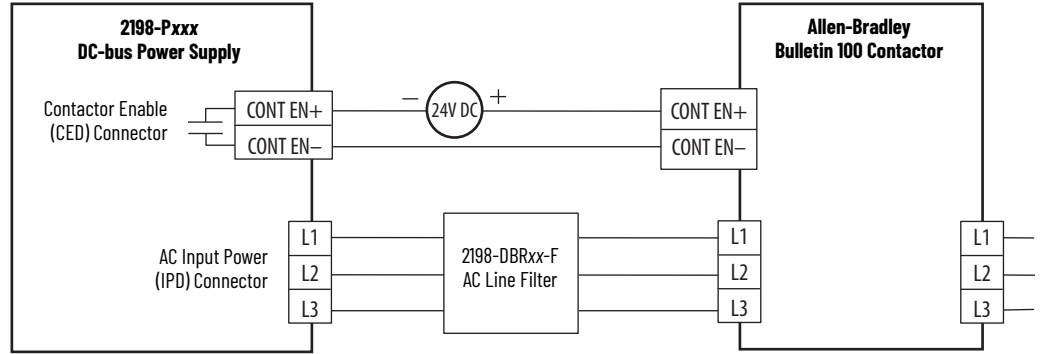 2198-Pxxx
DC-bus Power Supply
Allen-Bradley
Bulletin 100 Contactor
Contactor Enable
(CED) Connector
CONT EN+
CONT EN–
– 24V DC +
CONT EN+
CONT EN–
AC Input Power
(IPD) Connector
L1
L2
L3
2198-DBRxx-F
AC Line Filter
L1
L2
L3
L1
L2
L3